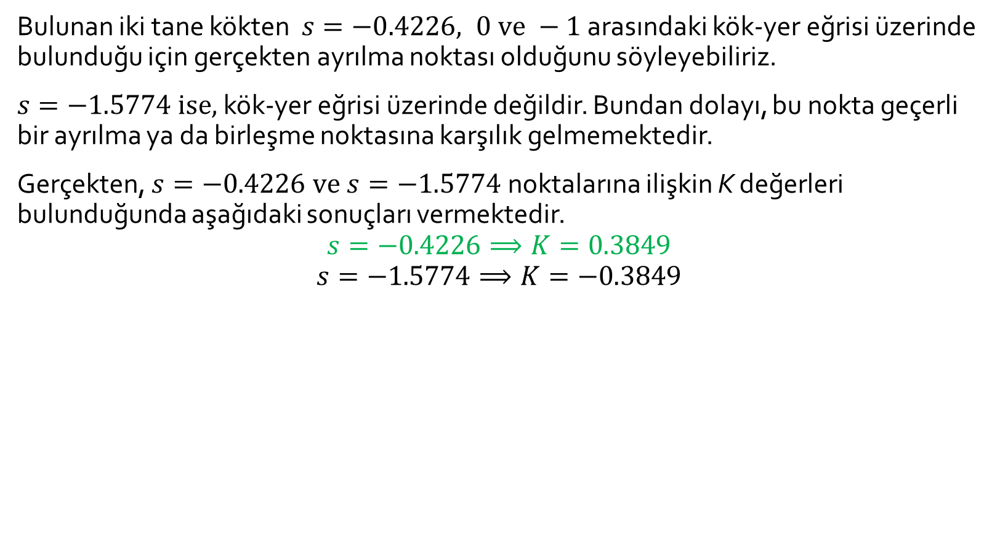 Bulunan iki tane kökten s = −0.4226, 0 ve − 1 arasındaki kök-yer eğrisi üzerinde
bulunduğu için gerçekten ayrılma noktası olduğunu söyleyebiliriz.
s = −1.5774 ise, kök-yer eğrisi üzerinde değildir. Bundan dolayı, bu nokta geçerli
bir ayrılma ya da birleşme noktasına karşılık gelmemektedir.
Gerçekten, s = −0.4226 ve s = −1.5774 noktalarına ilişkin K değerleri
bulunduğunda aşağıdaki sonuçları vermektedir.
s = −0.4226 ⟹ K = 0.3849
s = −1.5774 ⟹ K = −0.3849